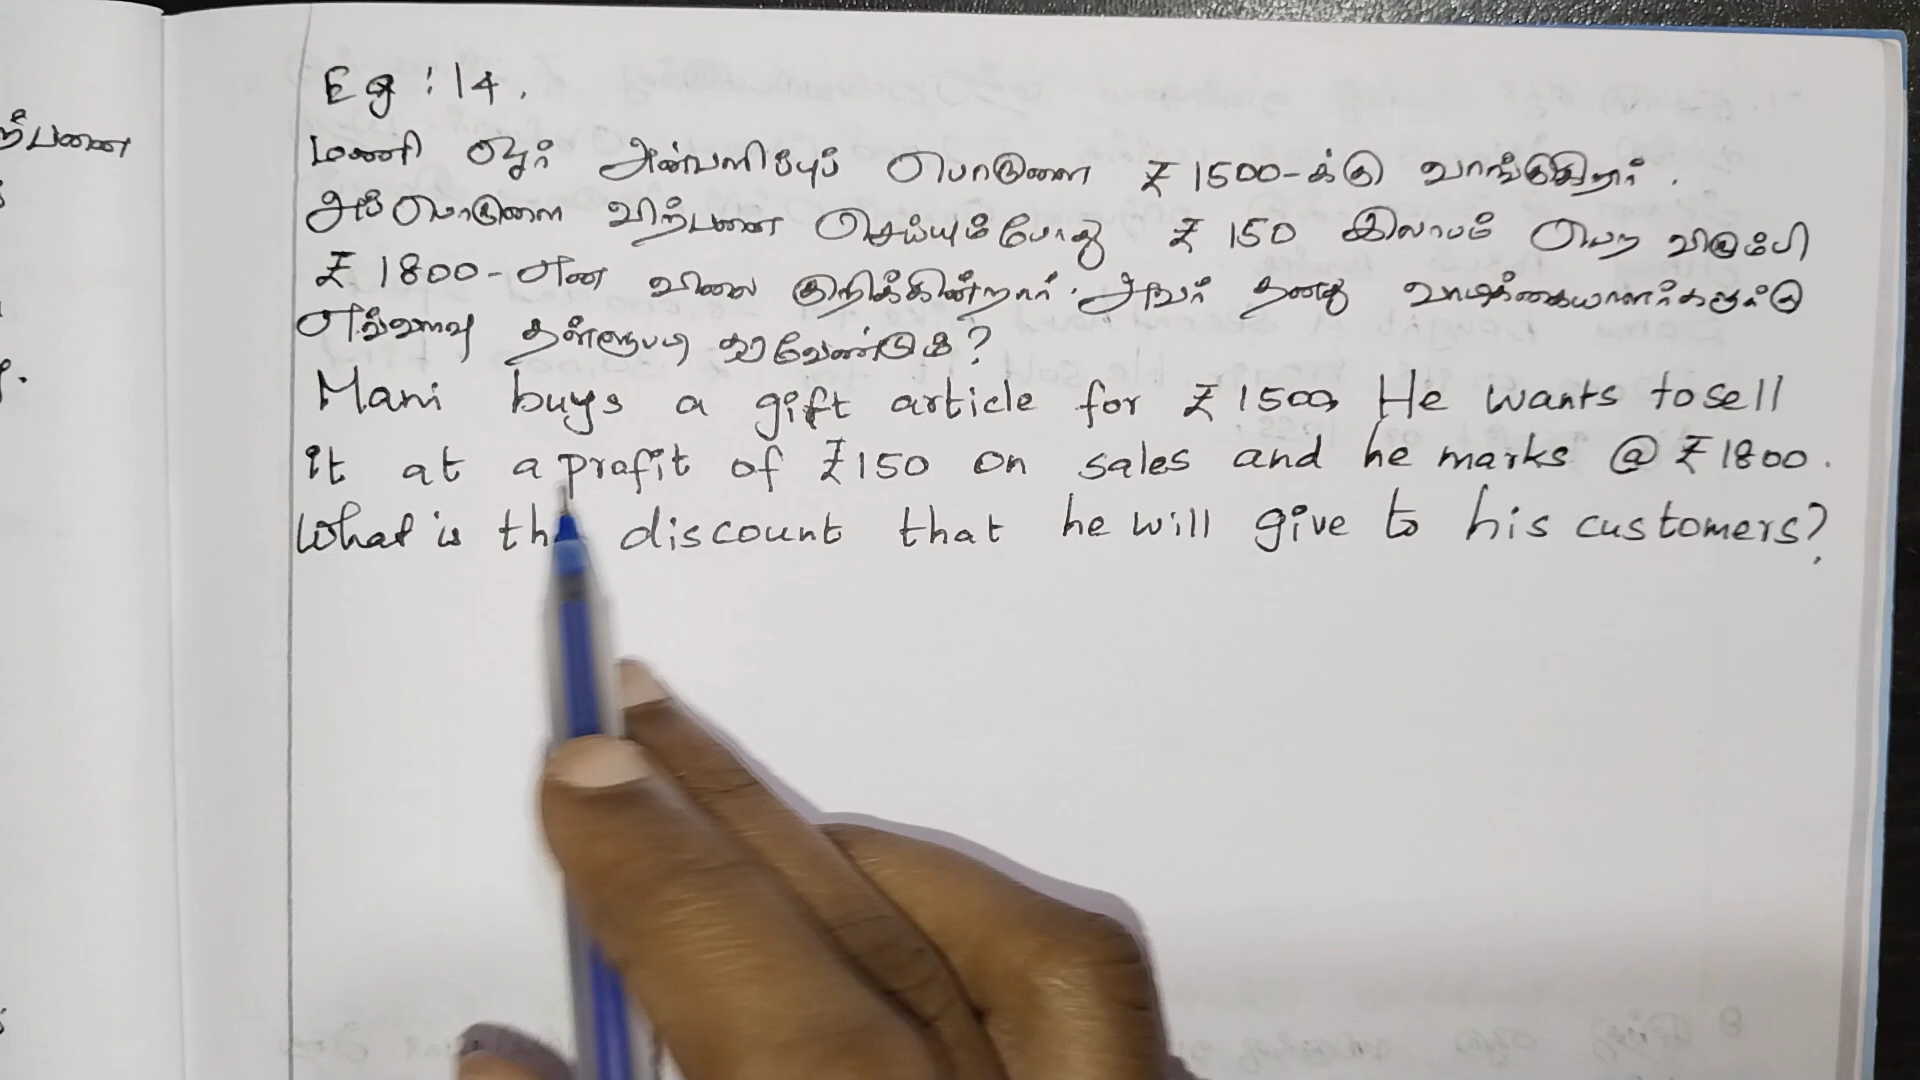 ற்பனை
Eg : 14.
மணி ஓர் அன்பளிப்புப் பொருளை ₹ 1500-க்கு வாங்குகிறார்.
அப்பொருளை விற்பனை செய்யும்போது ₹ 150 இலாபம் பெற விரும்பி
₹ 1800-என விலை குறிக்கின்றார். அவர் தனது வாடிக்கையாளர்களுக்கு
எவ்வளவு தள்ளுபடி தரவேண்டும்?
Mani buys a gift article for ₹ 1500. He wants to sell
it at a profit of ₹ 150 on sales and he marks @ ₹ 1800.
What is the discount that he will give to his customers?